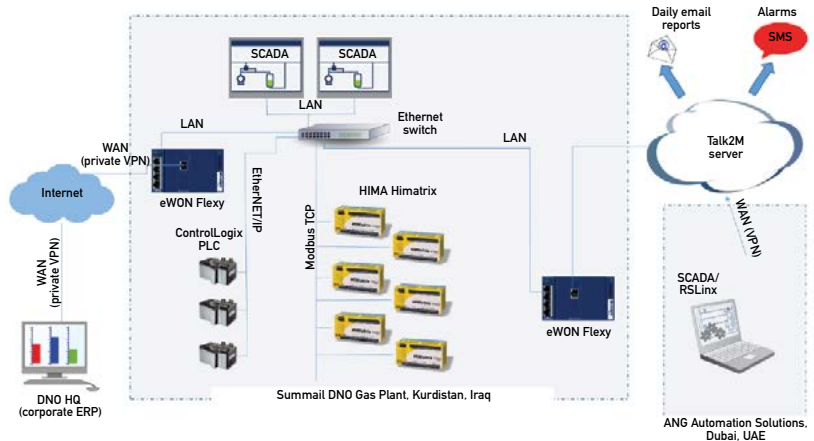 Daily email
reports
Alarms
SMS
SCADA
SCADA
LAN
Ethernet
switch
LAN
LAN
WAN
(private VPN)
Talk2M
server
Internet
eWON Flexy
EtherNET/IP
Modbus TCP
HIMA Himatrix
ControlLogix
PLC
WAN
(private VPN)
WAN (VPN)
SCADA/
RSLinx
eWON Flexy
DNO HQ
(corporate ERP)
Summail DNO Gas Plant, Kurdistan, Iraq
ANG Automation Solutions,
Dubai, UAE